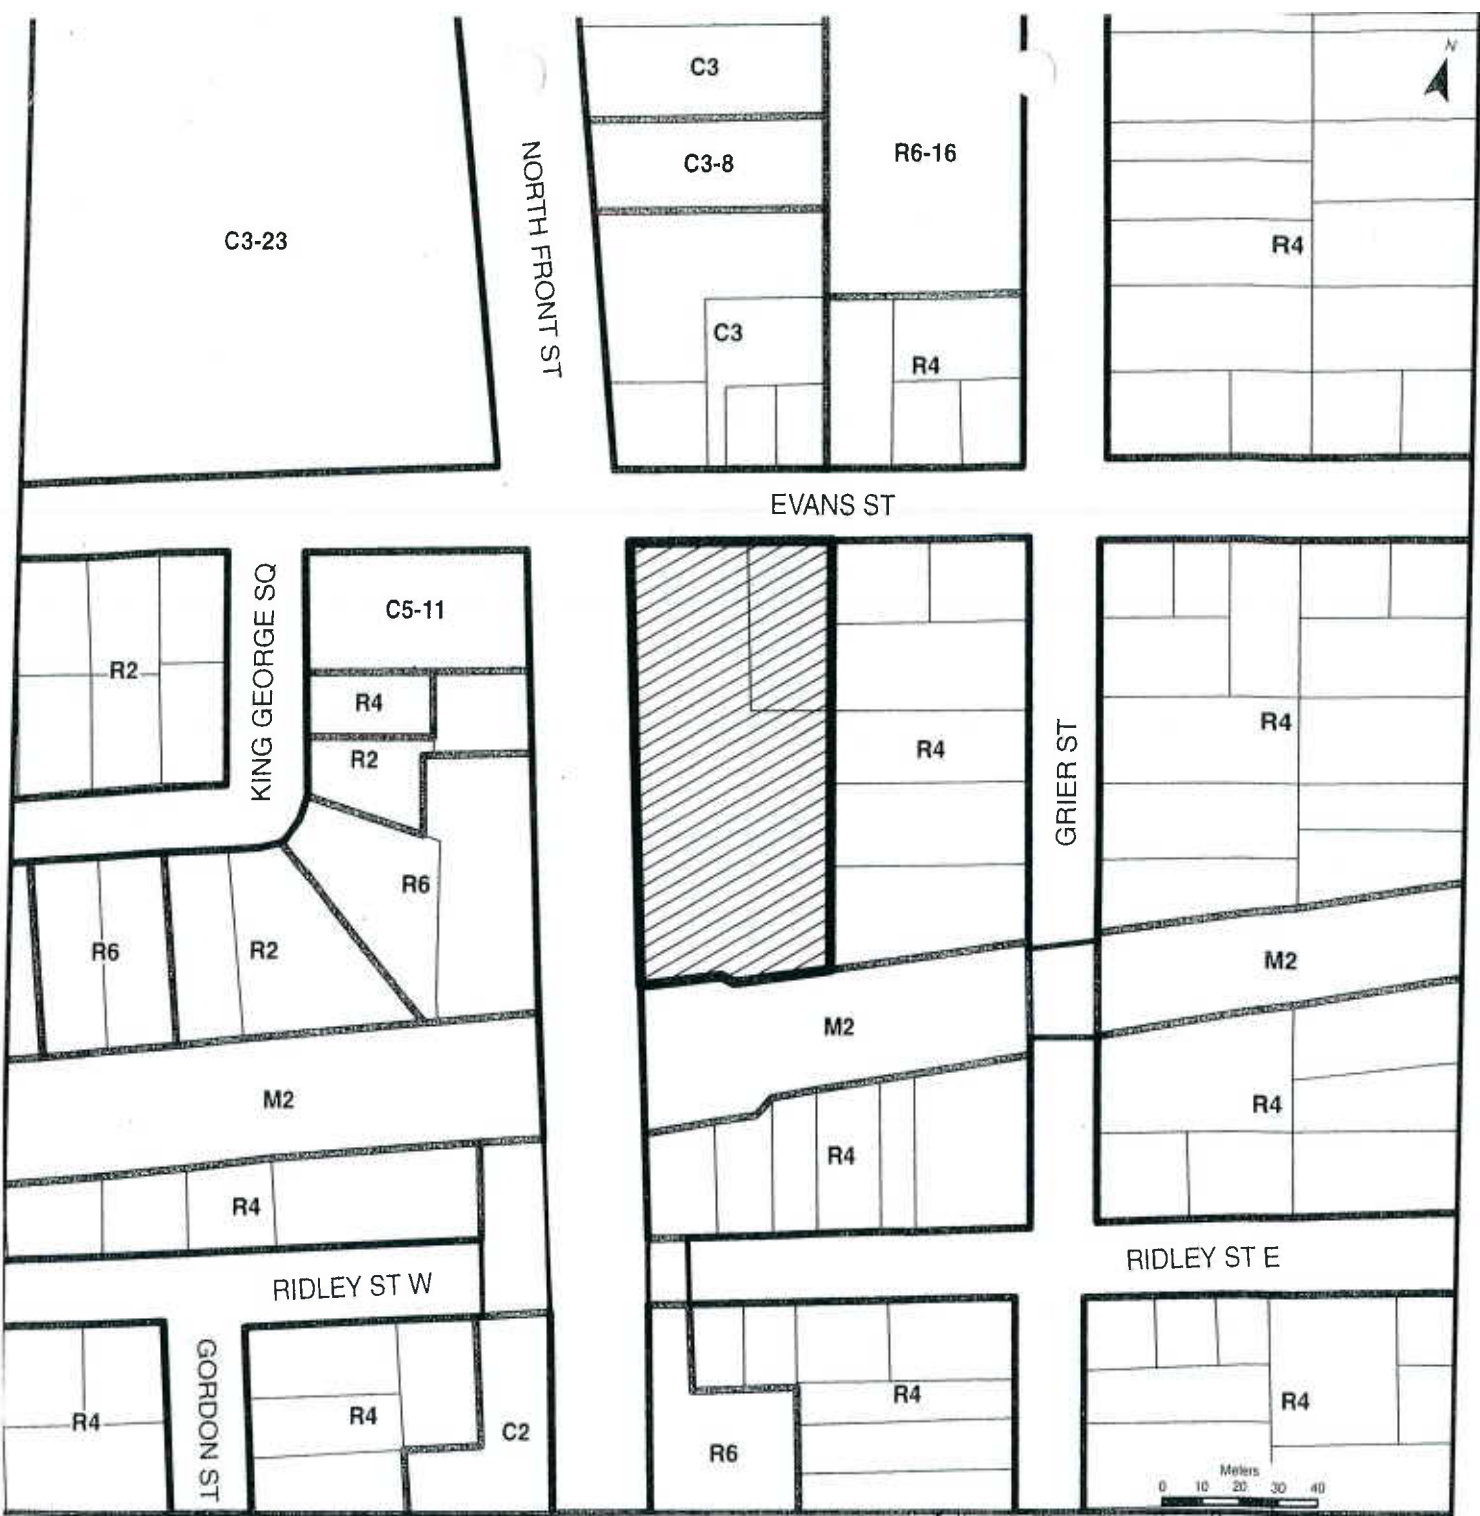 N
C3
C3-8
R6-16
C3-23
R4
NORTH FRONT ST
C3
R4
EVANS ST
KING GEORGE SQ
C5-11
R2
R4
R2
R4
R4
GRIER ST
R6
R6
R2
M2
M2
M2
R4
R4
R4
RIDLEY ST W
RIDLEY ST E
GORDON ST
R4
R4
C2
R4
R6
R4
Meters
0 10 20 30 40